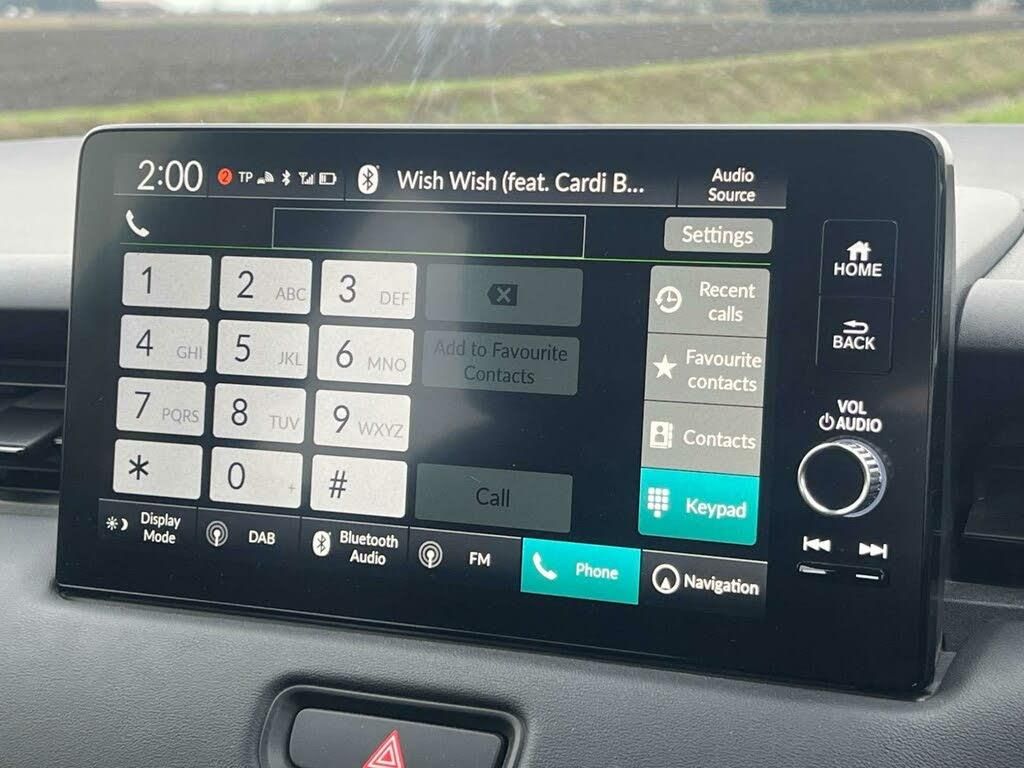 2:00 2 TP Wish Wish (feat. Cardi B... Audio
Source
Settings
1 2 ABC 3 DEF
4 GHI 5 JKL 6 MNO
7 PQRS 8 TUV 9 WXYZ
* 0 + #
Add to Favourite
Contacts
Call
Recent
calls
Favourite
contacts
Contacts
Keypad
Display
Mode
DAB
Bluetooth
Audio
FM
Phone
Navigation
HOME
BACK
VOL
AUDIO